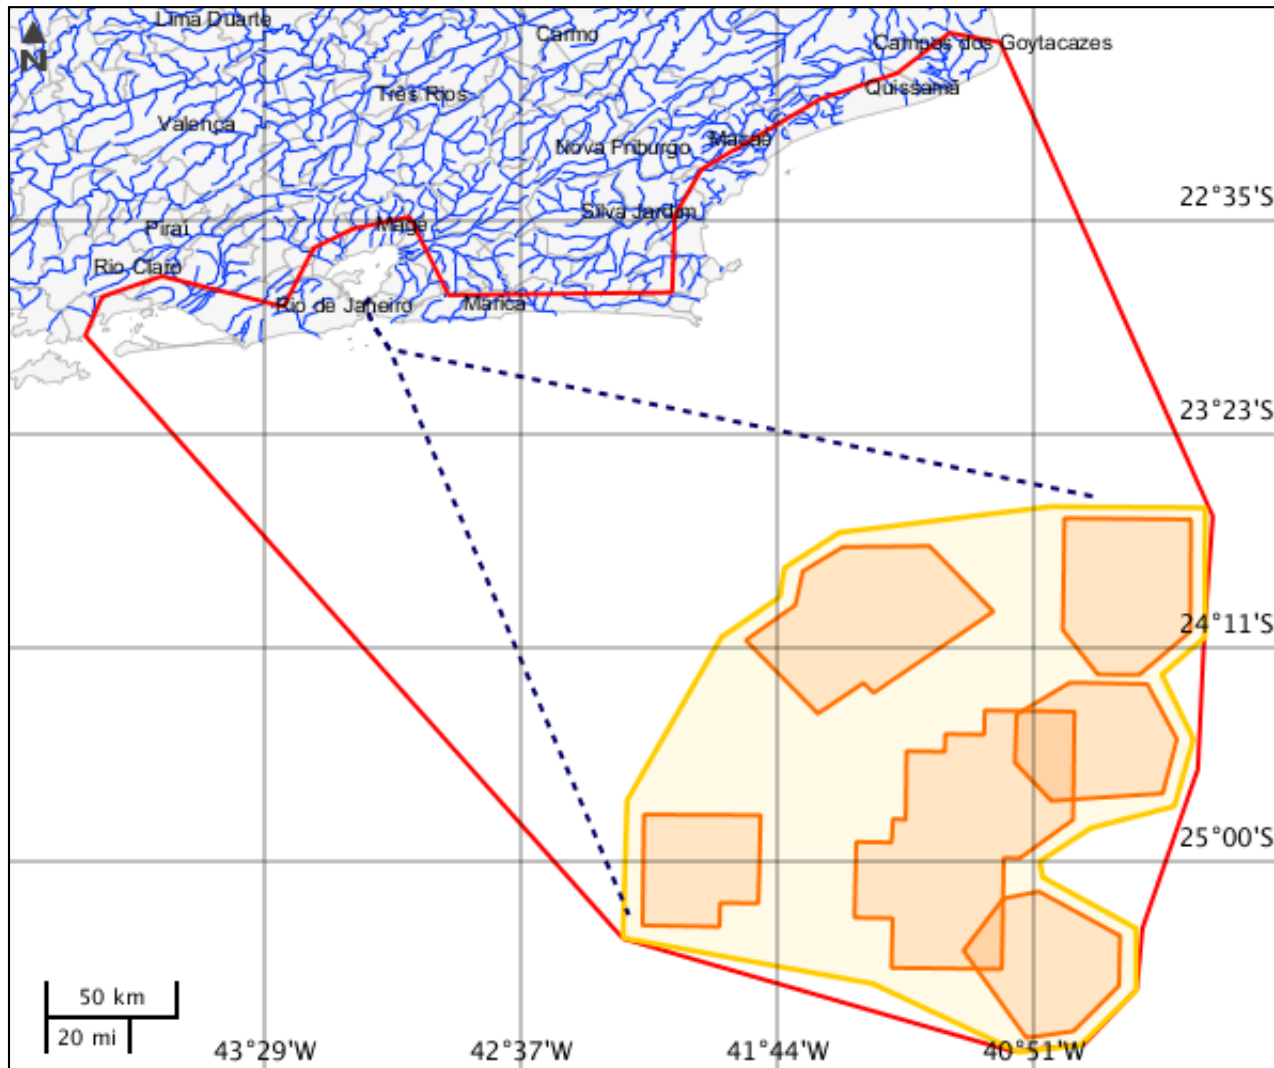 Lima Duarte
Carmo
Campos dos Goytacazes
N
Quissamã
Três Rios
Valença
Macaé
Nova Friburgo
22°35'S
Silva Jardim
Magé
Piraí
Rio Claro
Rio de Janeiro
Maricá
23°23'S
24°11'S
25°00'S
50 km
20 mi
43°29'W
42°37'W
41°44'W
40°51'W